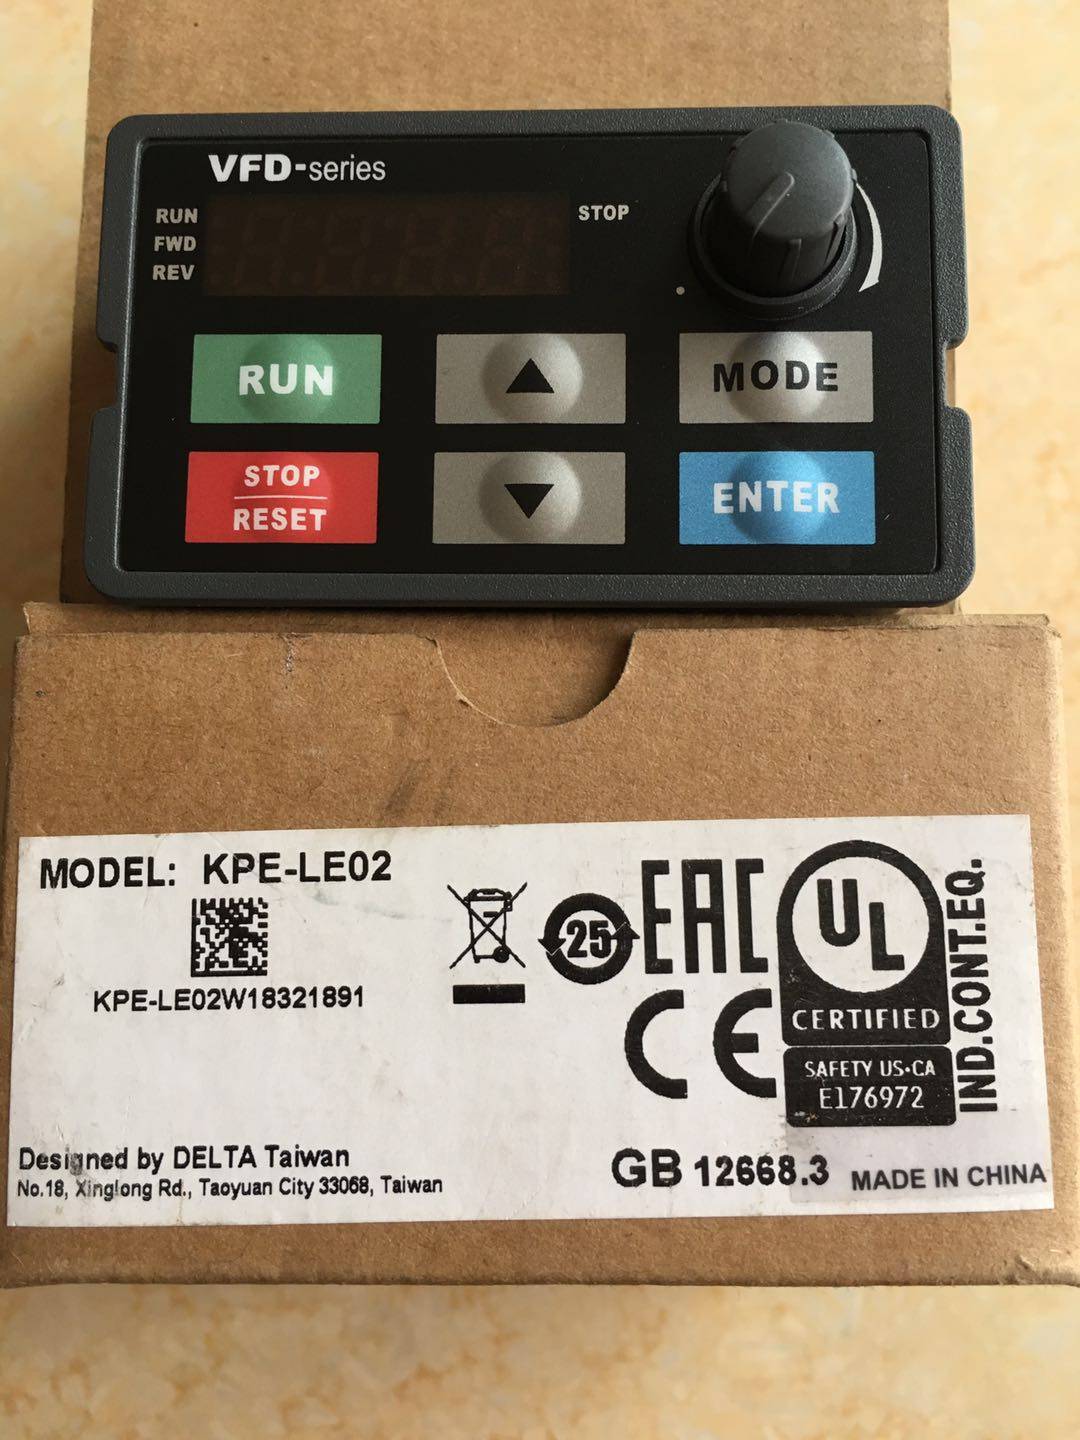 VFD-series
RUN
FWD
REV
STOP
RUN
▲
MODE
STOP
RESET
▼
ENTER
MODEL: KPE-LE02
KPE-LE02W18321891
25
EAC
CE
UL
CERTIFIED
SAFETY US•CA
E176972
IND.CONT.EQ.
Designed by DELTA Taiwan
No.18, Xinglong Rd., Taoyuan City 33068, Taiwan
GB 12668.3
MADE IN CHINA